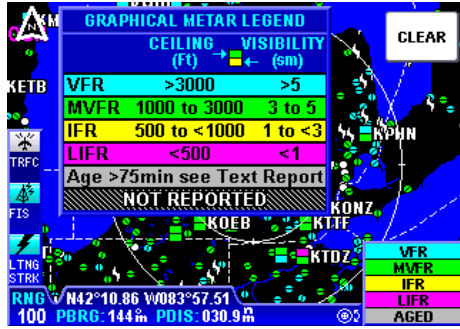 N
KM
GRAPHICAL METAR LEGEND
CEILING VISIBILITY
(Ft) (sm)
CLEAR
KETB
VFR >3000 >5
MVFR 1000 to 3000 3 to 5
IFR 500 to <1000 1 to <3
LIFR <500 <1
Age >75min see Text Report
NOT REPORTED
KPHN
TRFC
FIS
KONZ
KOEB KTTF
KTDZ
LTNG
STRK
VFR
MVFR
IFR
LIFR
AGED
RNG N42°10.86 W083°57.51
100 PBRG:144°m PDIS:030.9nm